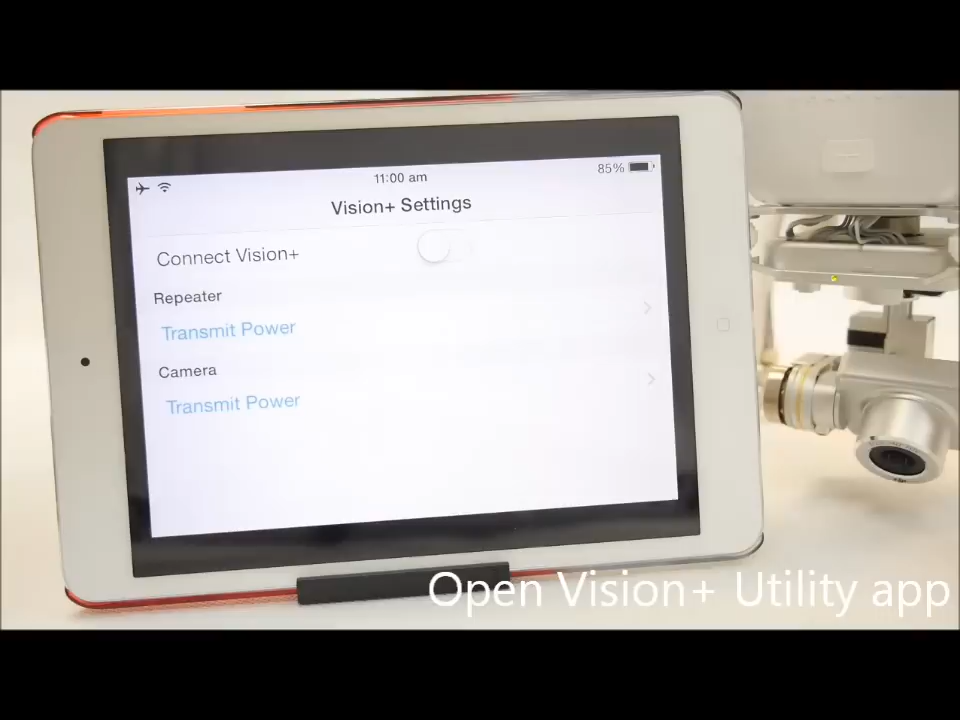 11:00 am
85%
Vision+ Settings
Connect Vision+
Repeater
Transmit Power
Camera
Transmit Power
Open Vision+ Utility app